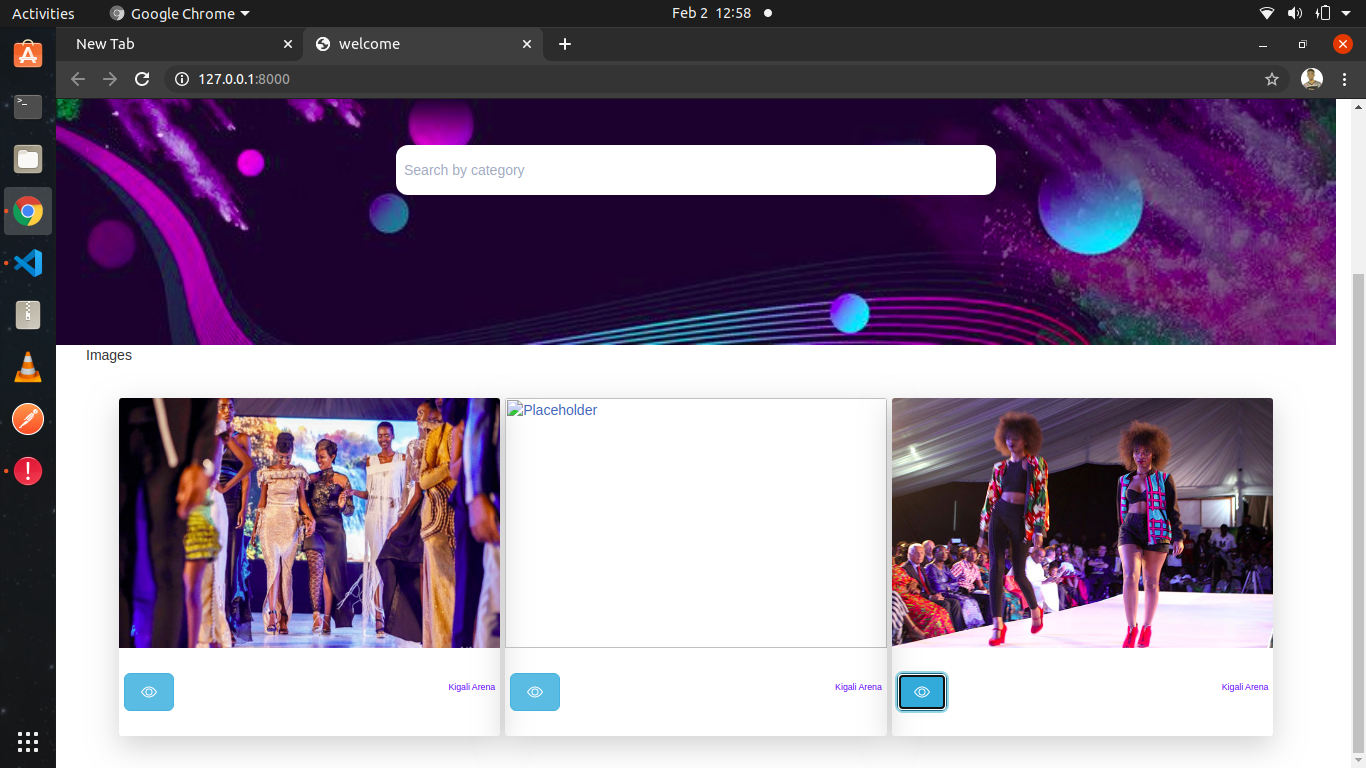 Activities
Google Chrome
Feb 2 12:58
New Tab
welcome
127.0.0.1:8000
Search by category
Images
Placeholder
Kigali Arena
Kigali Arena
Kigali Arena